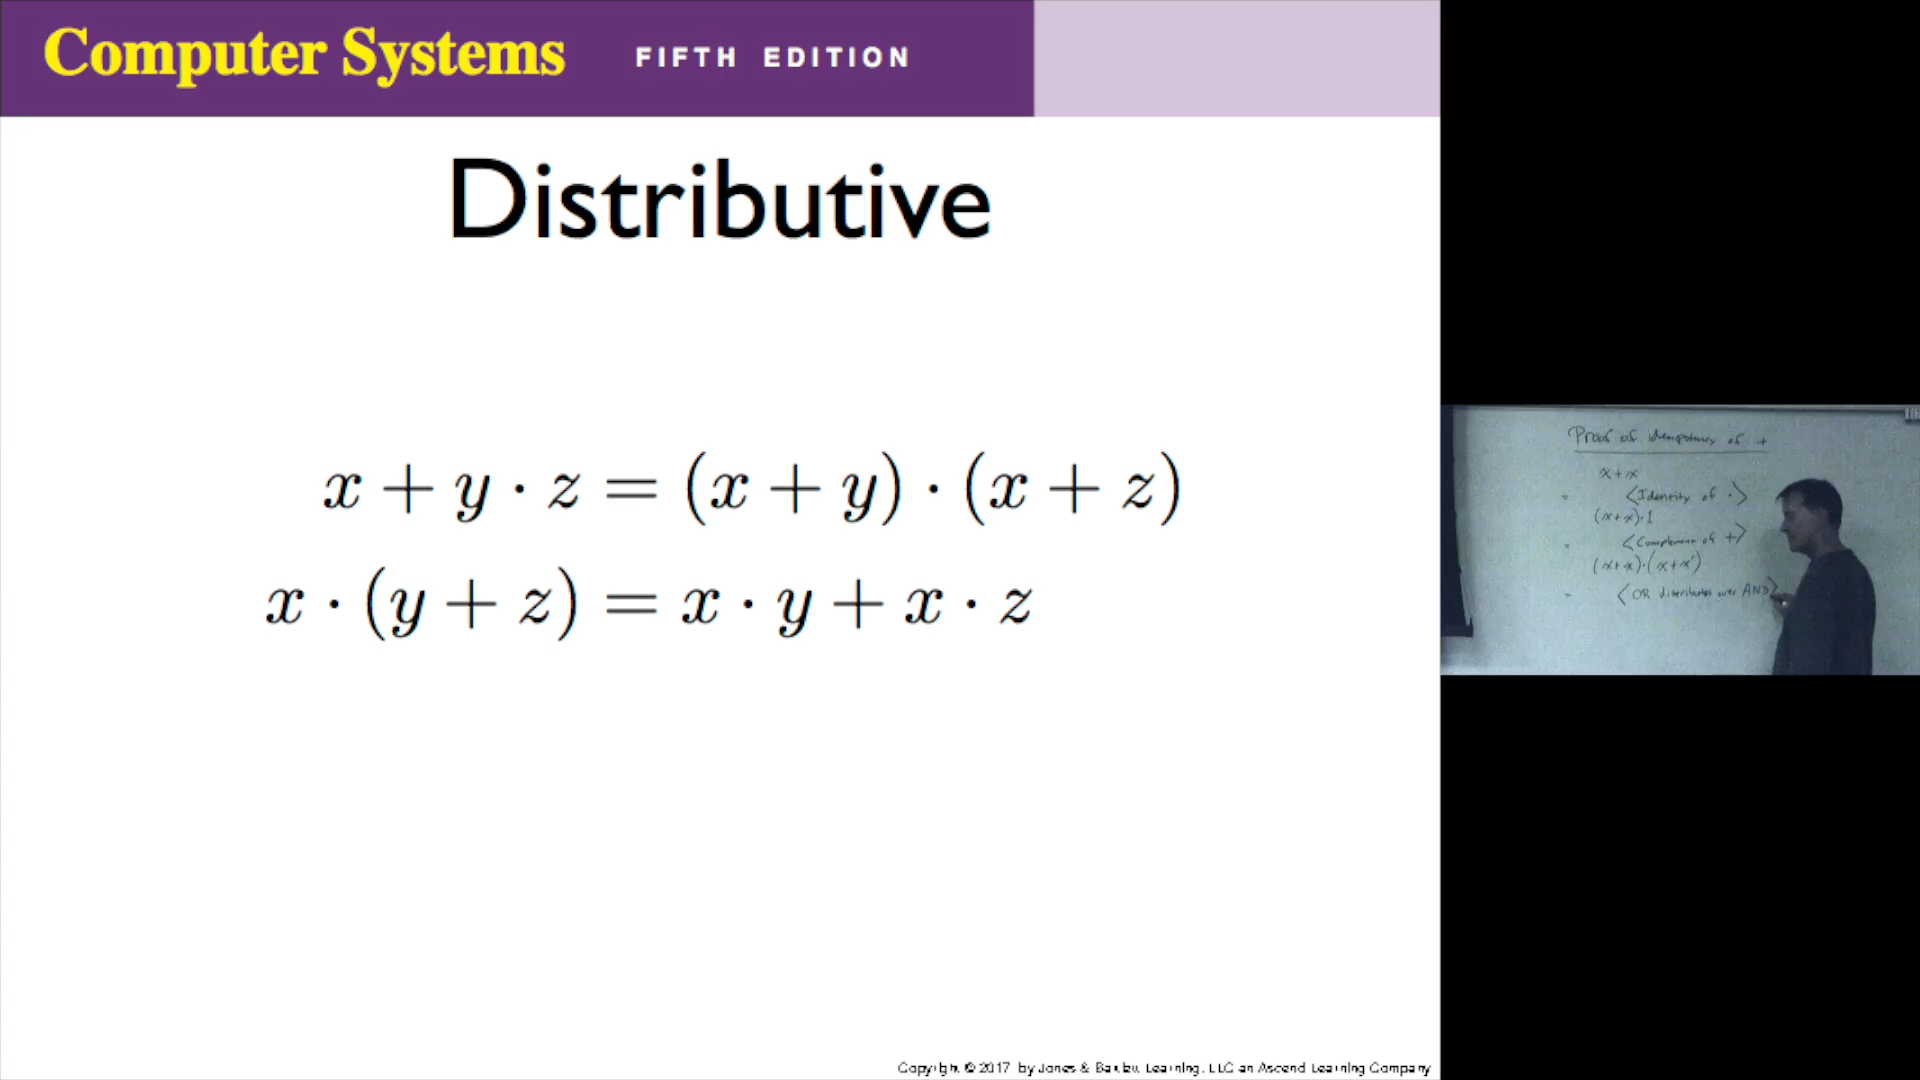 Computer Systems FIFTH EDITION
Distributive
x + y · z = (x + y) · (x + z)
x · (y + z) = x · y + x · z
Copyright © 2017 by Jones & Bartlett Learning, LLC an Ascend Learning Company
Proof of idempotency of +
x + x
= <Identity of ·>
(x+x)·1
= <Complement of +>
(x+x)·(x+x')
= <OR distributes over AND>